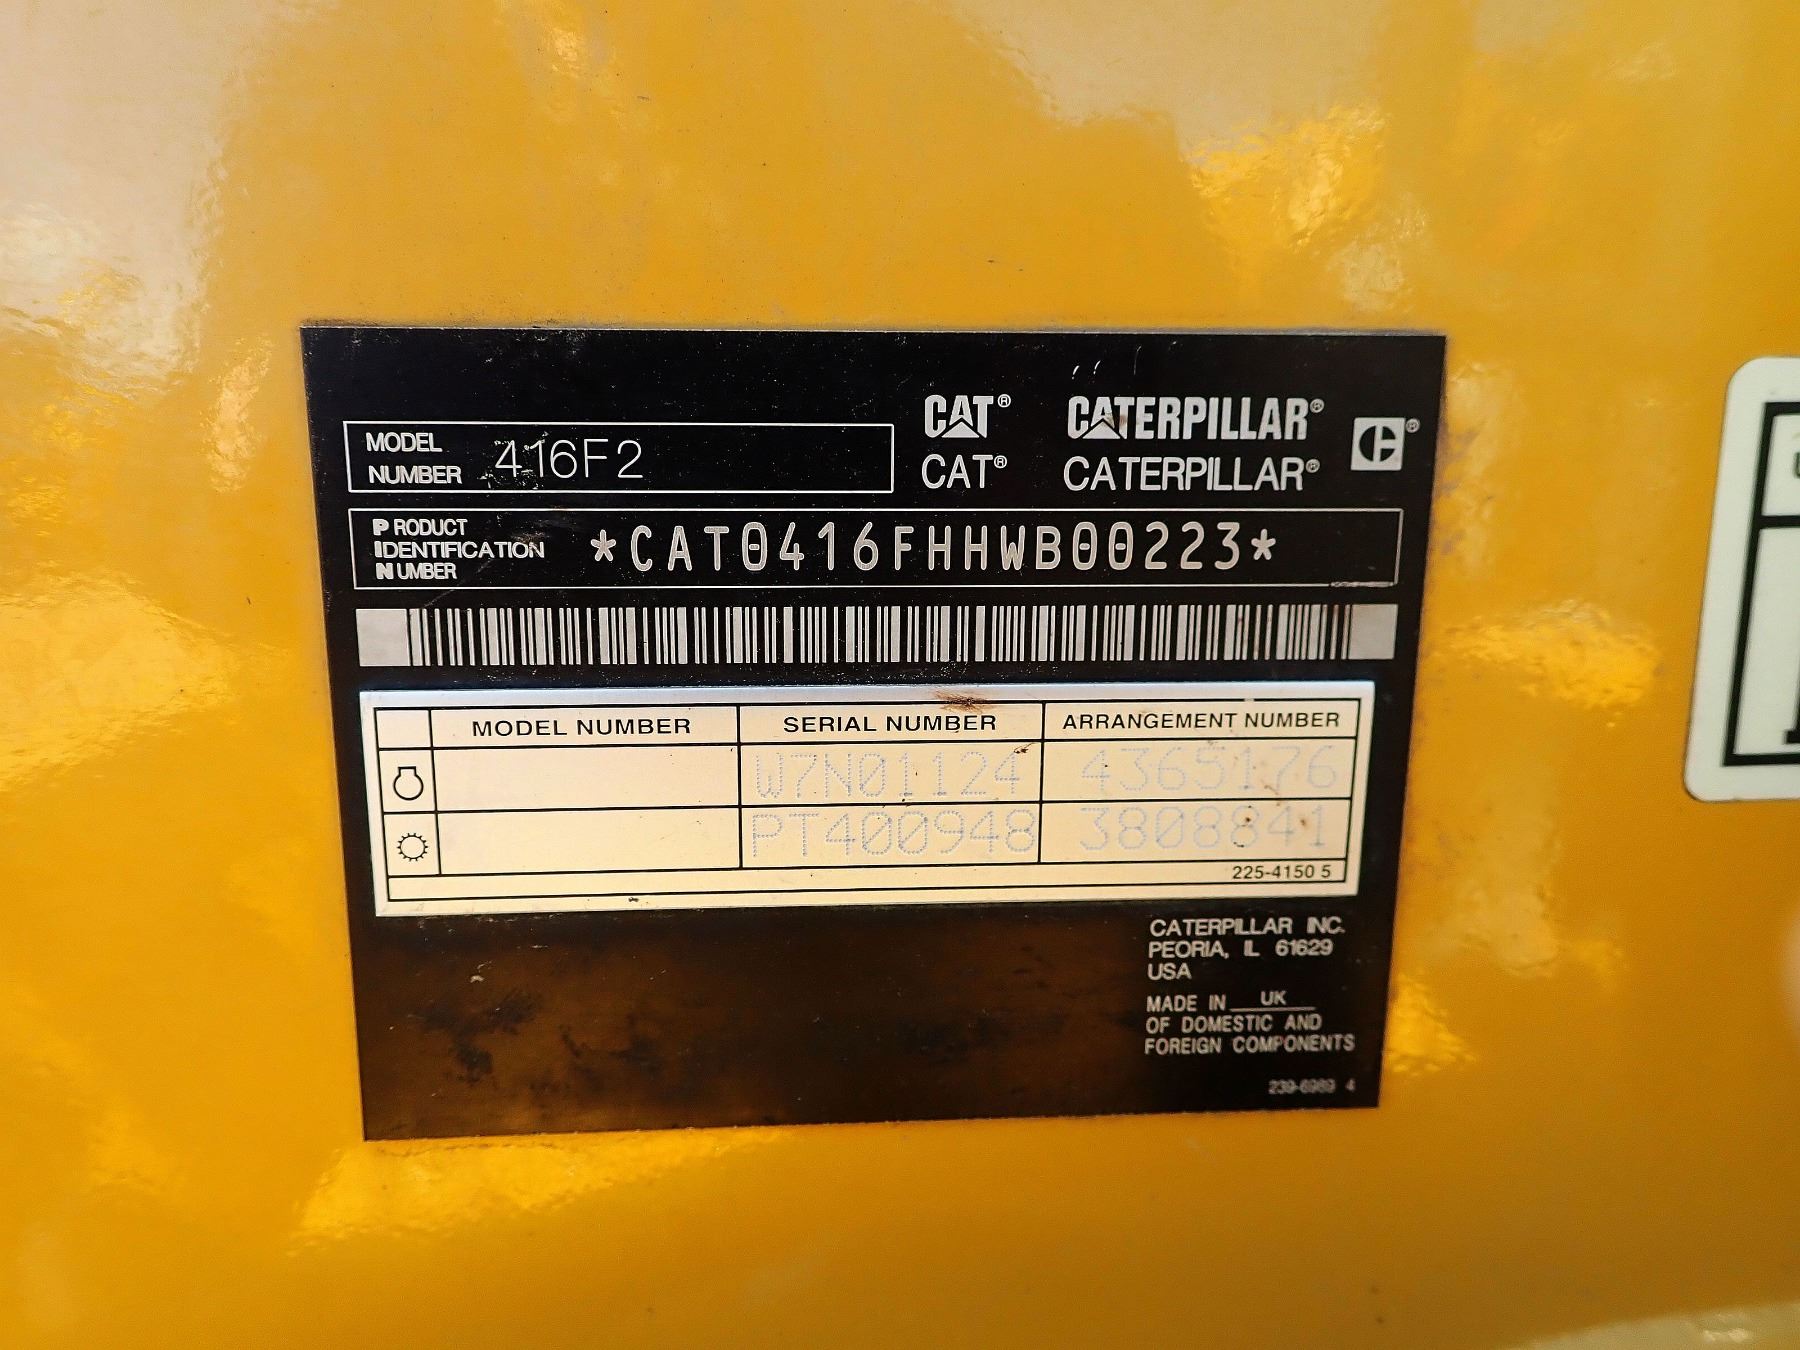 CAT® CATERPILLAR®
MODEL NUMBER 416F2
CAT® CATERPILLAR®
PRODUCT IDENTIFICATION NUMBER *CAT0416FHHWB00223*
MODEL NUMBER SERIAL NUMBER ARRANGEMENT NUMBER
W7N01124 4365176
PT400948 3808841
225-4150 5
CATERPILLAR INC.
PEORIA, IL 61629
USA
MADE IN UK
OF DOMESTIC AND
FOREIGN COMPONENTS
239-6989 4